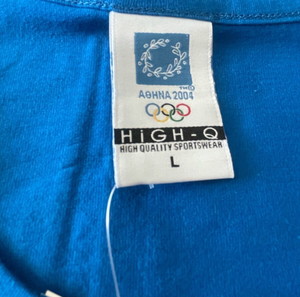 ΑΘΗΝΑ 2004
HiGH-Q
HIGH QUALITY SPORTSWEAR
L